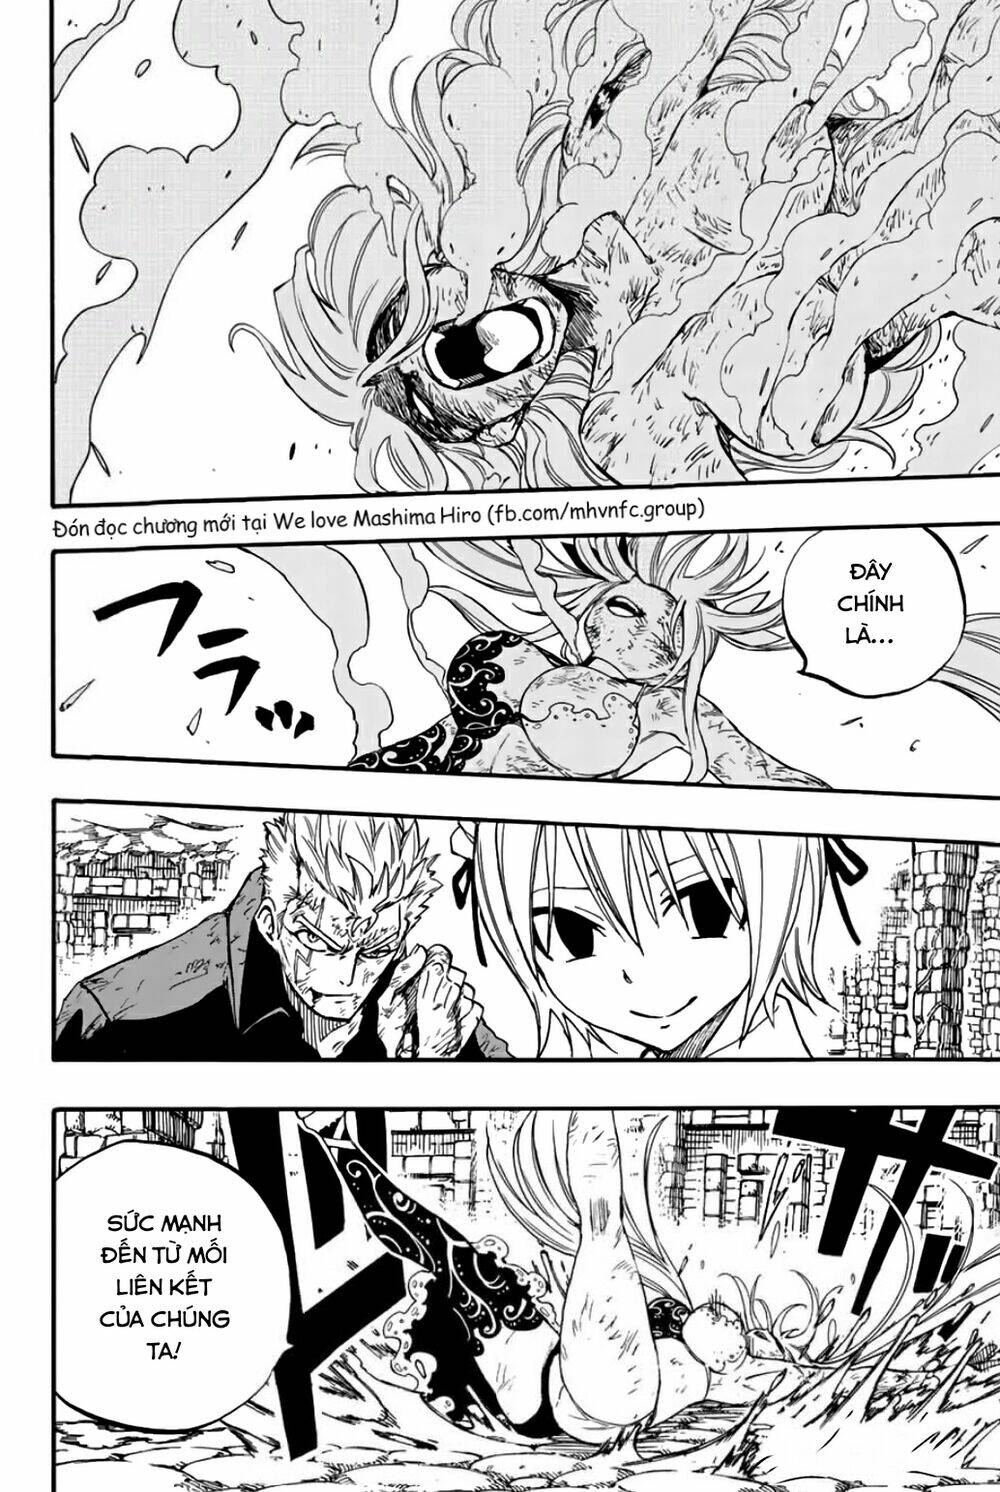 Đón đọc chương mới tại We love Mashima Hiro (fb.com/mhvnfc.group)
ĐÂY
CHÍNH
LÀ...
フッ
SỨC MẠNH
ĐẾN TỪ MỐI
LIÊN KẾT
CỦA CHÚNG
TA!